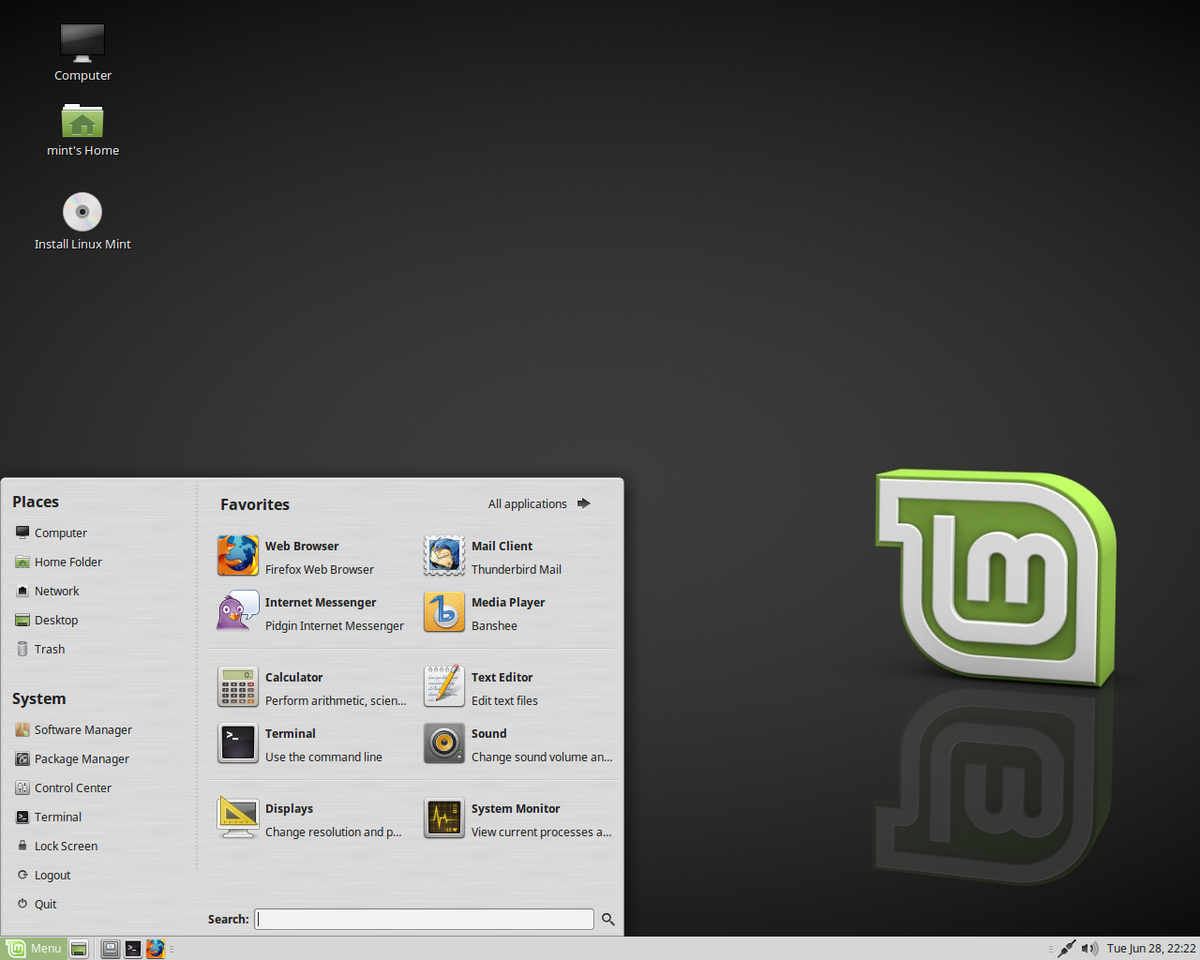 Computer
mint's Home
Install Linux Mint
Places
Computer
Home Folder
Network
Desktop
Trash
System
Software Manager
Package Manager
Control Center
Terminal
Lock Screen
Logout
Quit
Favorites
All applications
Web Browser
Firefox Web Browser
Mail Client
Thunderbird Mail
Internet Messenger
Pidgin Internet Messenger
Media Player
Banshee
Calculator
Perform arithmetic, scien...
Text Editor
Edit text files
Terminal
Use the command line
Sound
Change sound volume an...
Displays
Change resolution and p...
System Monitor
View current processes a...
Search:
Menu
Tue Jun 28, 22:22